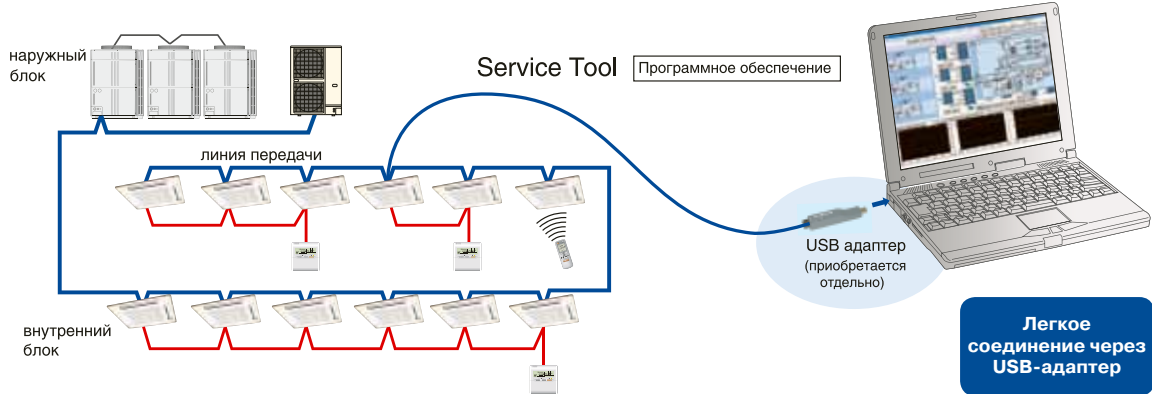 наружный
блок
Service Tool
Программное обеспечение
линия передачи
USB адаптер
(приобретается
отдельно)
внутренний
блок
Легкое
соединение через
USB-адаптер